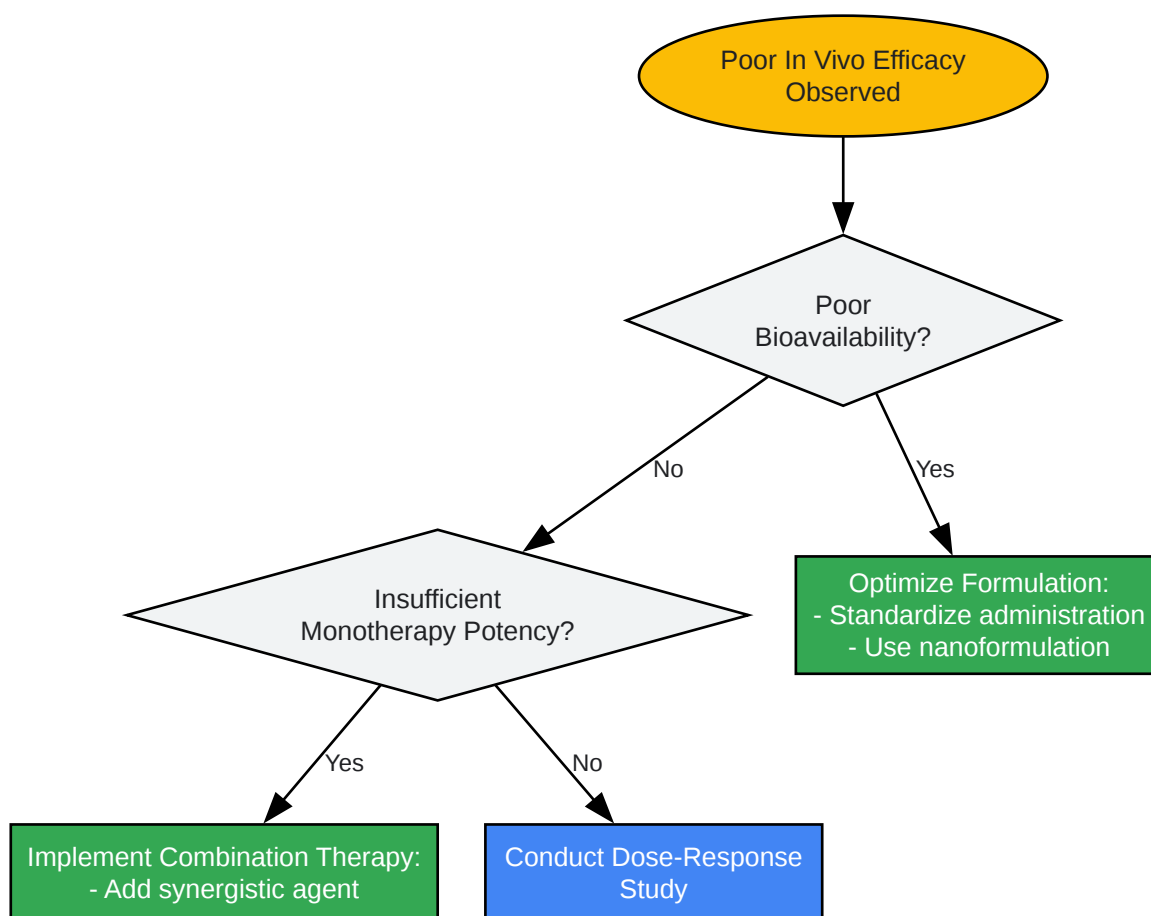 Poor In Vivo Efficacy
Observed
Poor
Bioavailability?
No
Yes
Insufficient
Monotherapy Potency?
Optimize Formulation:
- Standardize administration
- Use nanoformulation
Yes
No
Implement Combination Therapy:
- Add synergistic agent
Conduct Dose-Response
Study